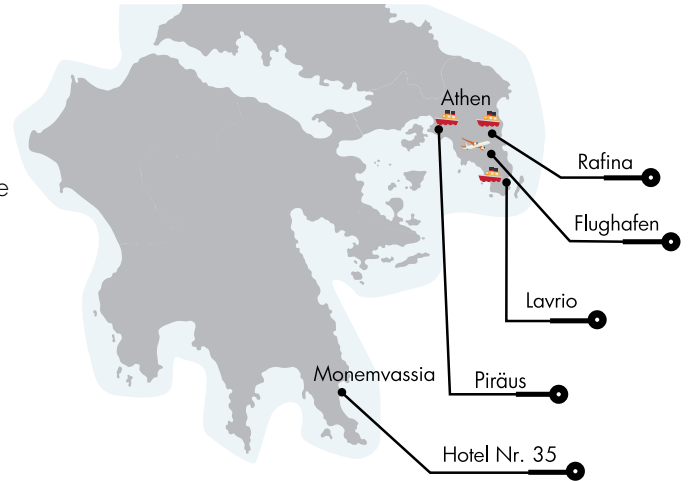 Athen
Rafina
e
Flughafen
Lavrio
Monemvassia
Piräus
Hotel Nr. 35